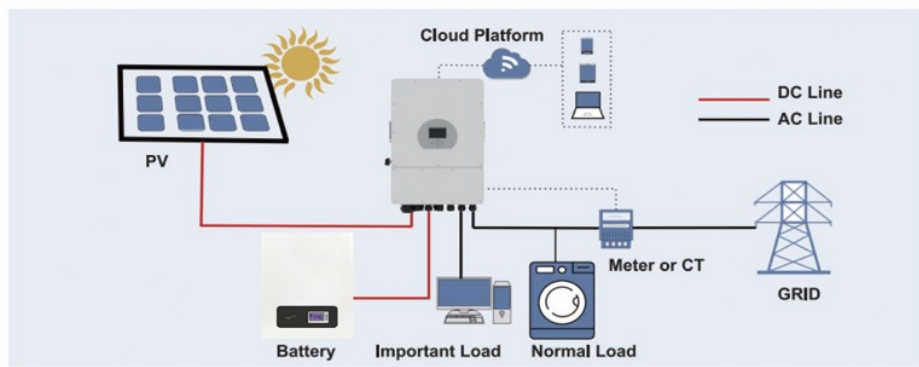 Cloud Platform
DC Line
AC Line
PV
Meter or CT
GRID
Battery
Important Load
Normal Load